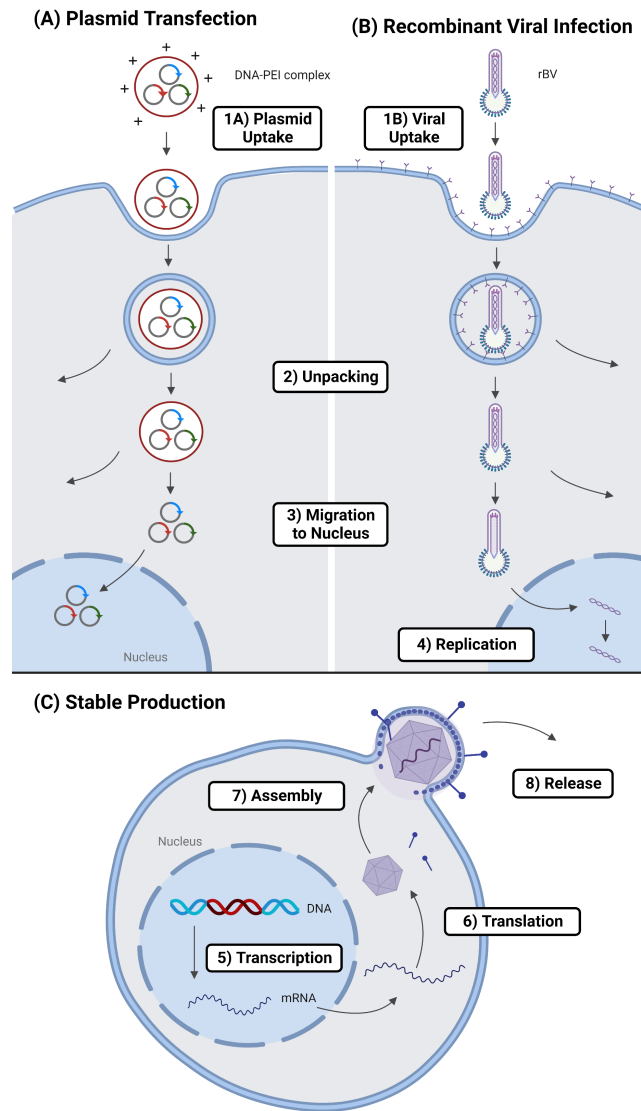 (A) Plasmid Transfection
(B) Recombinant Viral Infection
DNA-PEI complex
rBV
1A) Plasmid
Uptake
1B) Viral
Uptake
2) Unpacking
3) Migration
to Nucleus
Nucleus
4) Replication
(C) Stable Production
7) Assembly
8) Release
Nucleus
DNA
6) Translation
5) Transcription
mRNA